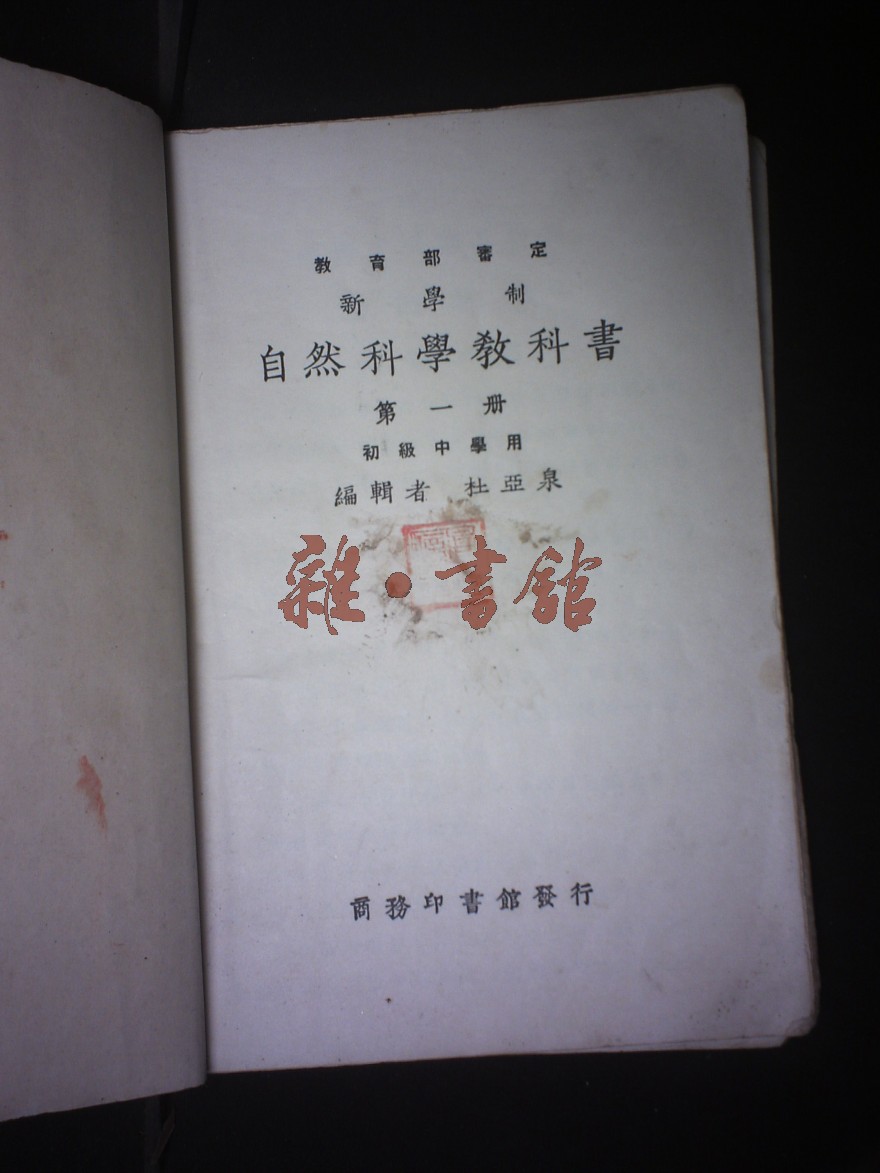 教育部審定
新學制
自然科學教科書
第一册
初級中學用
編輯者 杜亞泉
雜·書館
商務印書館發行